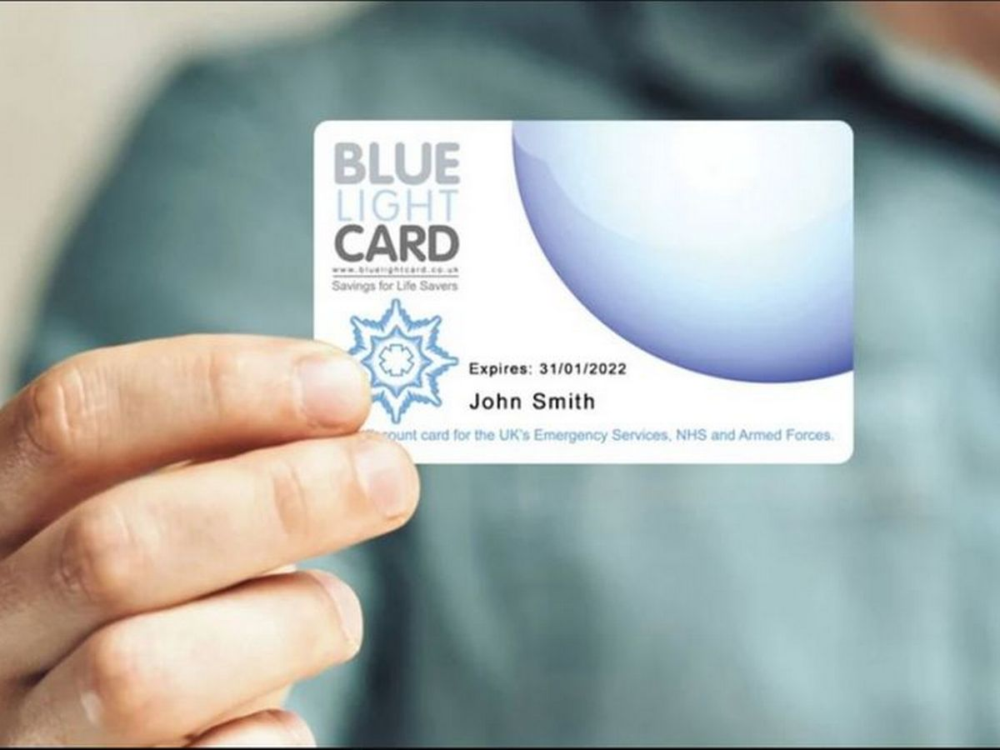 BLUE
LIGHT
CARD
www.bluelightcard.co.uk
Savings for Life Savers
Expires: 31/01/2022
John Smith
card for the UK's Emergency Services, NHS and Armed Forces.